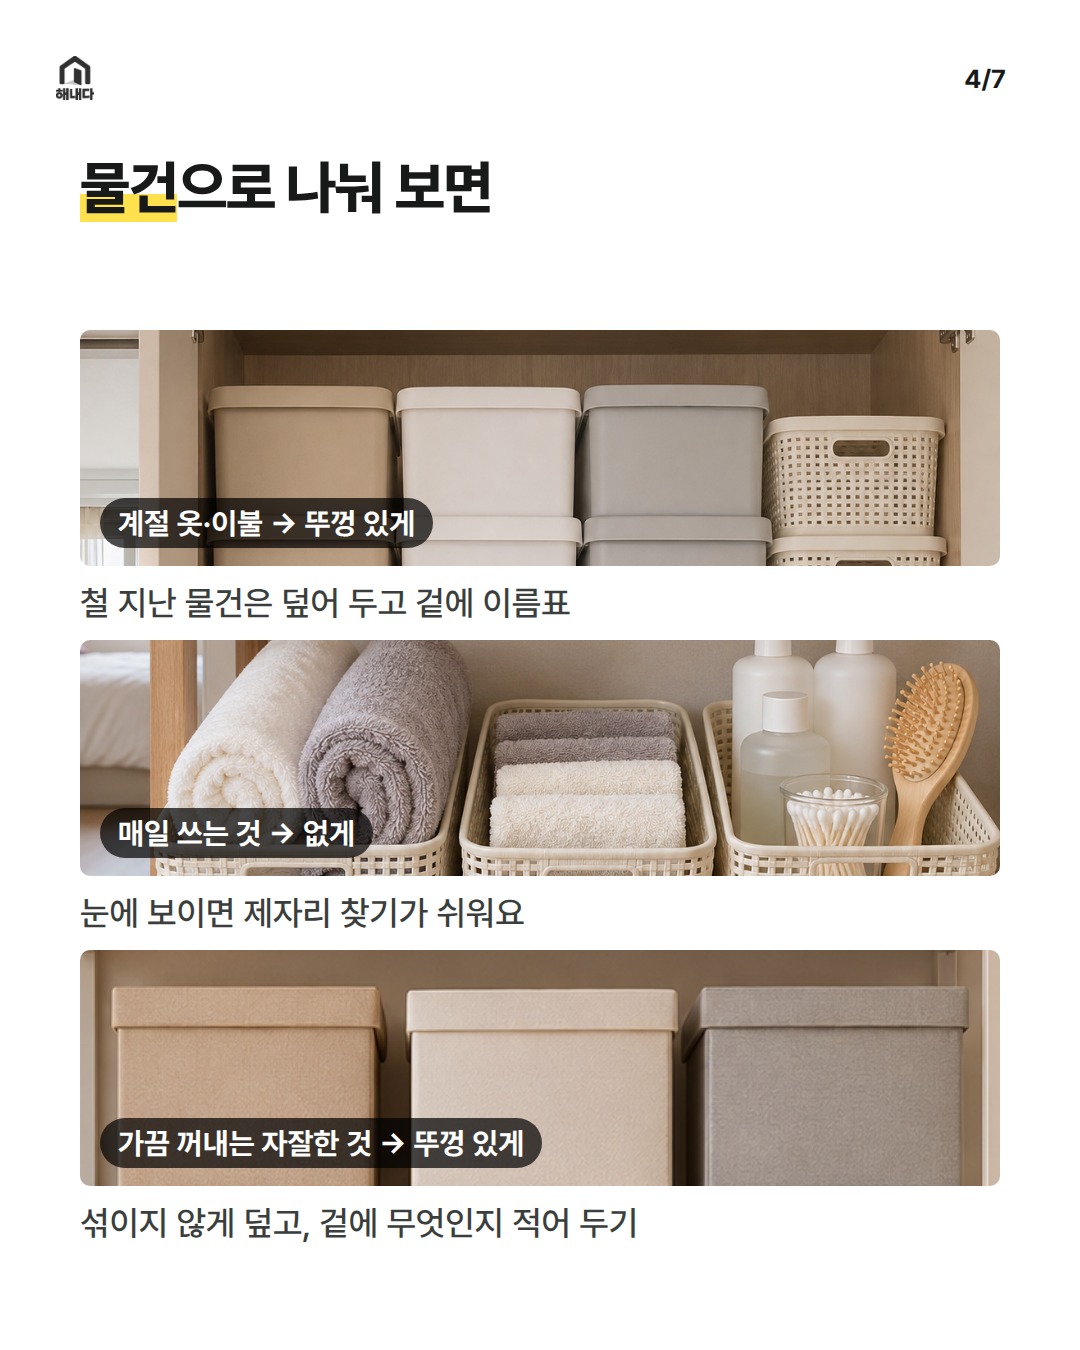 해내다
4/7
물건으로 나눠 보면
계절 옷·이불 → 뚜껑 있게
철 지난 물건은 덮어 두고 겉에 이름표
매일 쓰는 것 → 없게
눈에 보이면 제자리 찾기가 쉬워요
가끔 꺼내는 자잘한 것 → 뚜껑 있게
섞이지 않게 덮고, 겉에 무엇인지 적어 두기